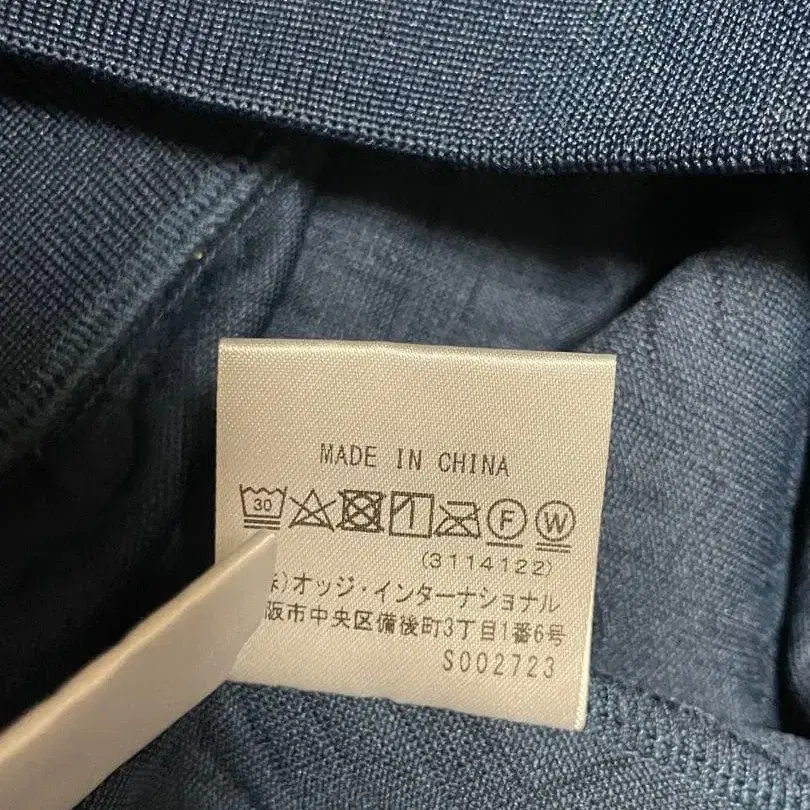 MADE IN CHINA
30 F W
(3114122)
)オッジ・インターナショナル
阪市中央区備後町3丁目1番6号
S002723